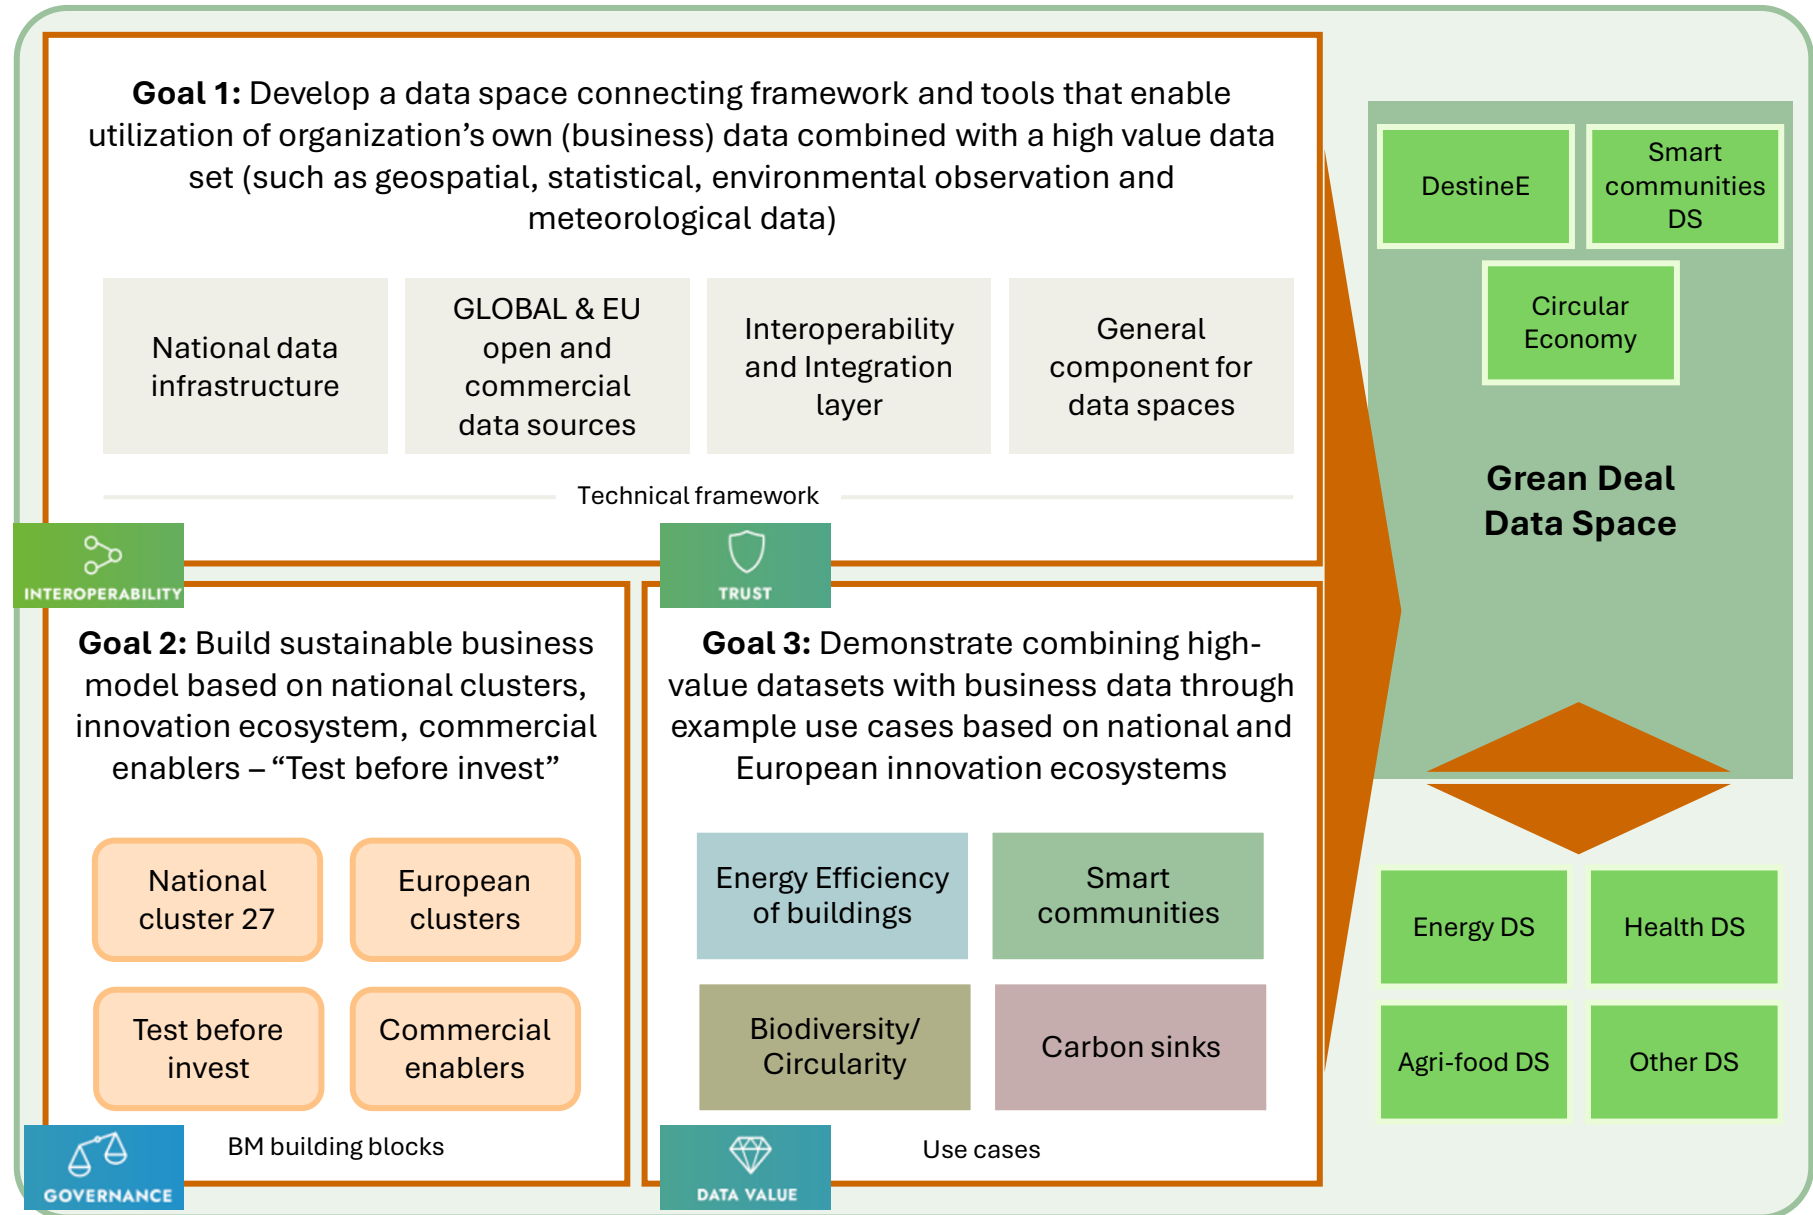 Goal 1: Develop a data space connecting framework and tools that enable
utilization of organization’s own (business) data combined with a high value data
set (such as geospatial, statistical, environmental observation and
meteorological data)
National data
infrastructure
GLOBAL & EU
open and
commercial
data sources
Interoperability
and Integration
layer
General
component for
data spaces
Technical framework
INTEROPERABILITY
TRUST
Goal 2: Build sustainable business
model based on national clusters,
innovation ecosystem, commercial
enablers – “Test before invest”
National
cluster 27
European
clusters
Test before
invest
Commercial
enablers
BM building blocks
GOVERNANCE
Goal 3: Demonstrate combining high-
value datasets with business data through
example use cases based on national and
European innovation ecosystems
Energy Efficiency
of buildings
Smart
communities
Biodiversity/
Circularity
Carbon sinks
Use cases
DATA VALUE
DestineE
Smart
communities
DS
Circular
Economy
Grean Deal
Data Space
Energy DS
Health DS
Agri-food DS
Other DS